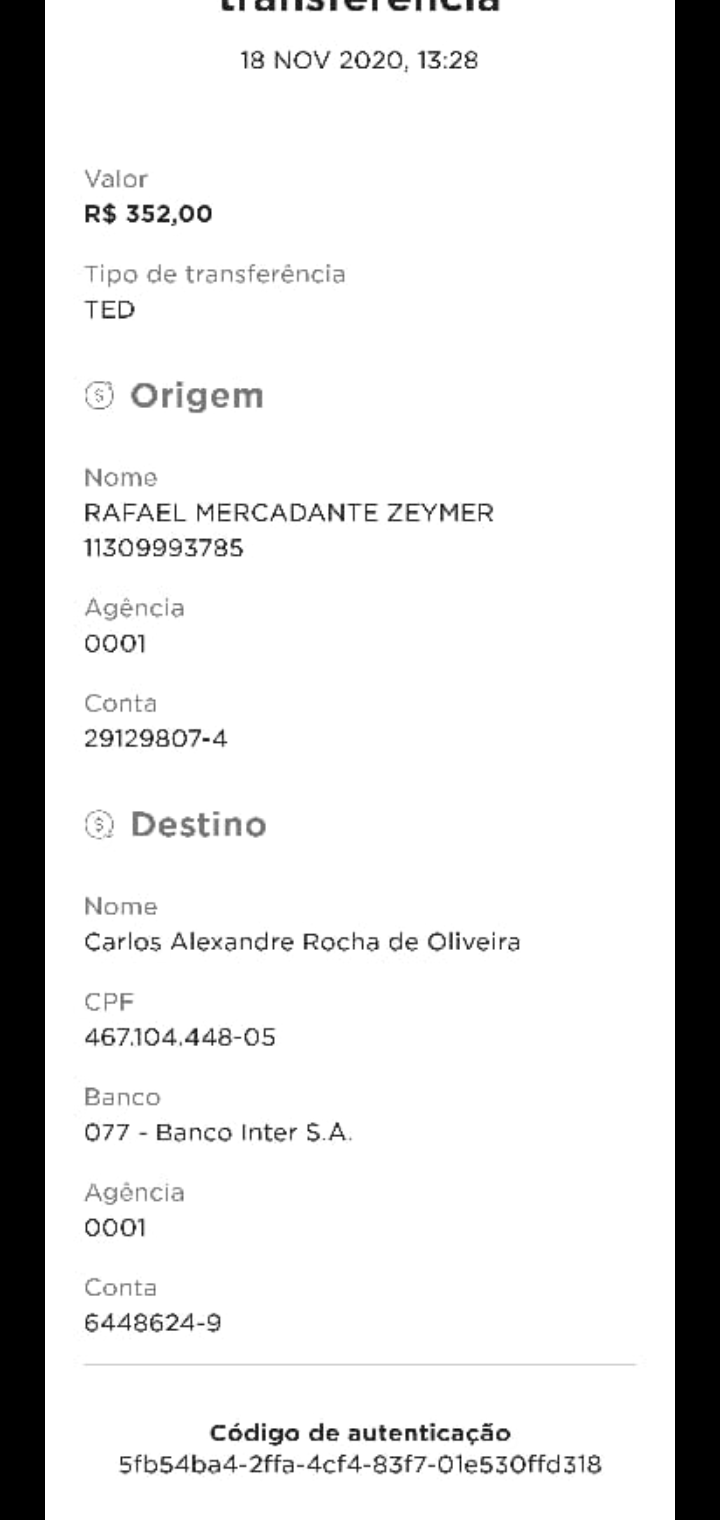 transferência
18 NOV 2020, 13:28
Valor
R$ 352,00
Tipo de transferência
TED
Origem
Nome
RAFAEL MERCADANTE ZEYMER
11309993785
Agência
0001
Conta
29129807-4
Destino
Nome
Carlos Alexandre Rocha de Oliveira
CPF
467.104.448-05
Banco
077 - Banco Inter S.A.
Agência
0001
Conta
6448624-9
Código de autenticação
5fb54ba4-2ffa-4cf4-83f7-01e530ffd318